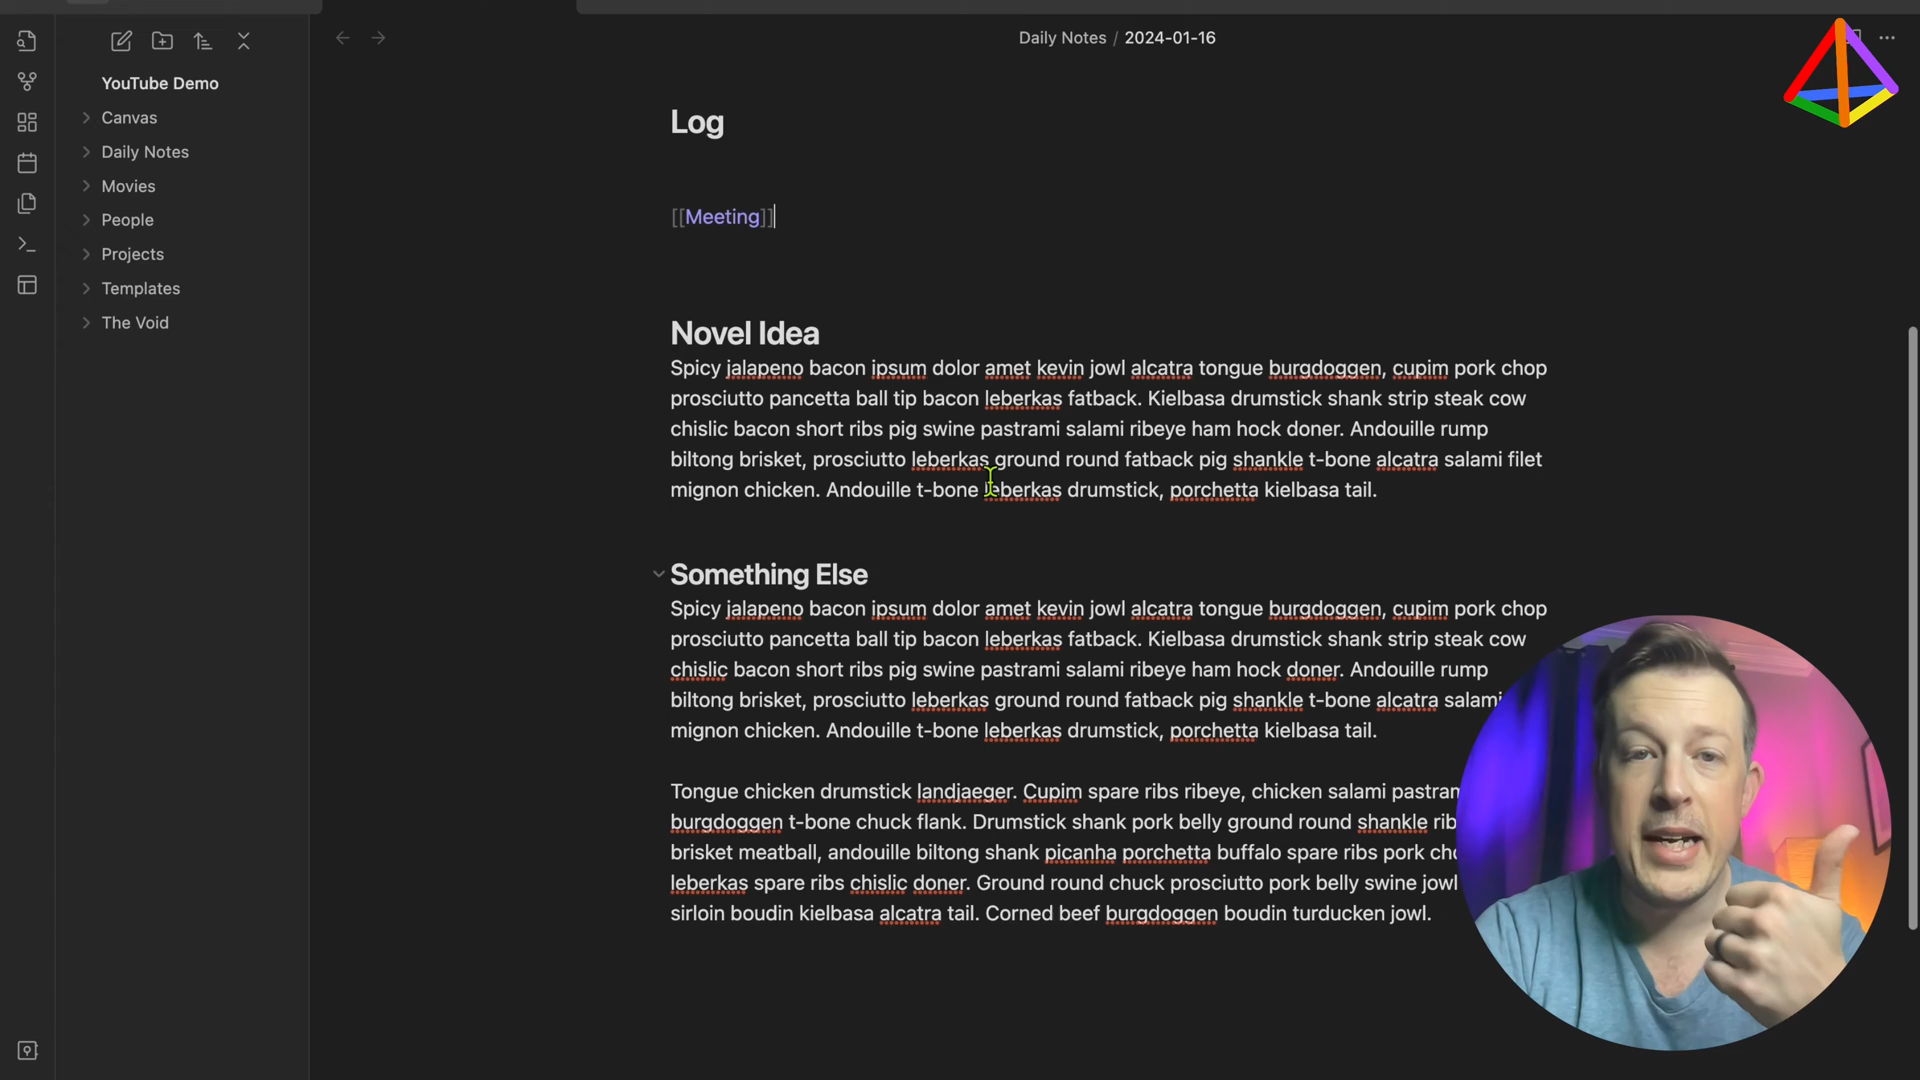 Daily Notes / 2024-01-16
YouTube Demo
Canvas
Daily Notes
Movies
People
Projects
Templates
The Void
Log
[[Meeting]]
Novel Idea
Spicy jalapeno bacon ipsum dolor amet kevin jowl alcatra tongue burgdoggen, cupim pork chop
prosciutto pancetta ball tip bacon leberkas fatback. Kielbasa drumstick shank strip steak cow
chislic bacon short ribs pig swine pastrami salami ribeye ham hock doner. Andouille rump
biltong brisket, prosciutto leberkas ground round fatback pig shankle t-bone alcatra salami filet
mignon chicken. Andouille t-bone leberkas drumstick, porchetta kielbasa tail.
Something Else
Spicy jalapeno bacon ipsum dolor amet kevin jowl alcatra tongue burgdoggen, cupim pork chop
prosciutto pancetta ball tip bacon leberkas fatback. Kielbasa drumstick shank strip steak cow
chislic bacon short ribs pig swine pastrami salami ribeye ham hock doner. Andouille rump
biltong brisket, prosciutto leberkas ground round fatback pig shankle t-bone alcatra salami
mignon chicken. Andouille t-bone leberkas drumstick, porchetta kielbasa tail.
Tongue chicken drumstick landjaeger. Cupim spare ribs ribeye, chicken salami
burgdoggen t-bone chuck flank. Drumstick shank pork belly ground round shankle
brisket meatball, andouille biltong shank picanha porchetta buffalo spare ribs pork
leberkas spare ribs chislic doner. Ground round chuck prosciutto pork belly swine jowl
sirloin boudin kielbasa alcatra tail. Corned beef burgdoggen boudin turducken jowl.